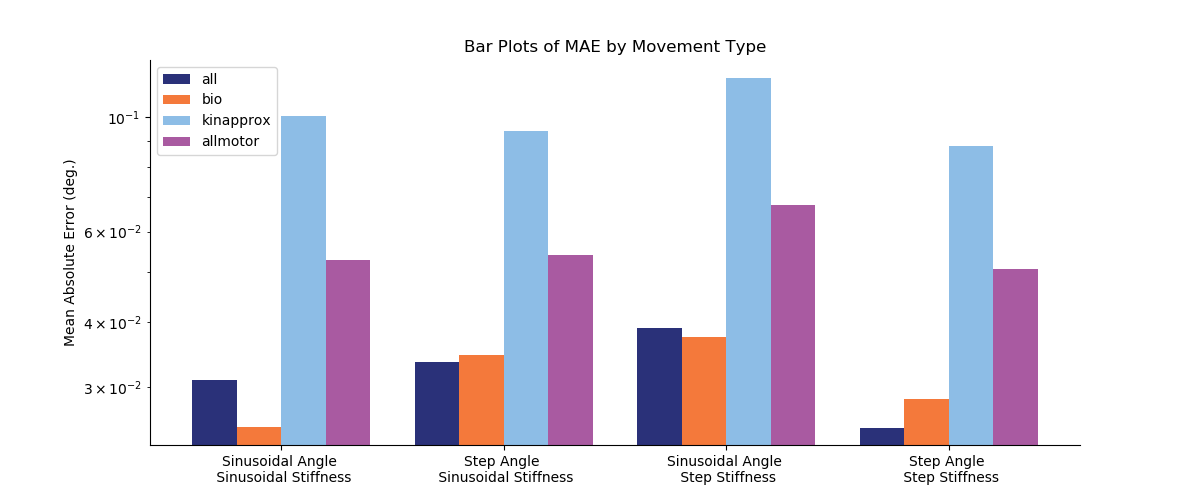 Bar Plots of MAE by Movement Type
all
bio
kinapprox
allmotor
Mean Absolute Error (deg.)
10⁻¹
6 × 10⁻²
4 × 10⁻²
3 × 10⁻²
Sinusoidal Angle
Sinusoidal Stiffness
Step Angle
Sinusoidal Stiffness
Sinusoidal Angle
Step Stiffness
Step Angle
Step Stiffness